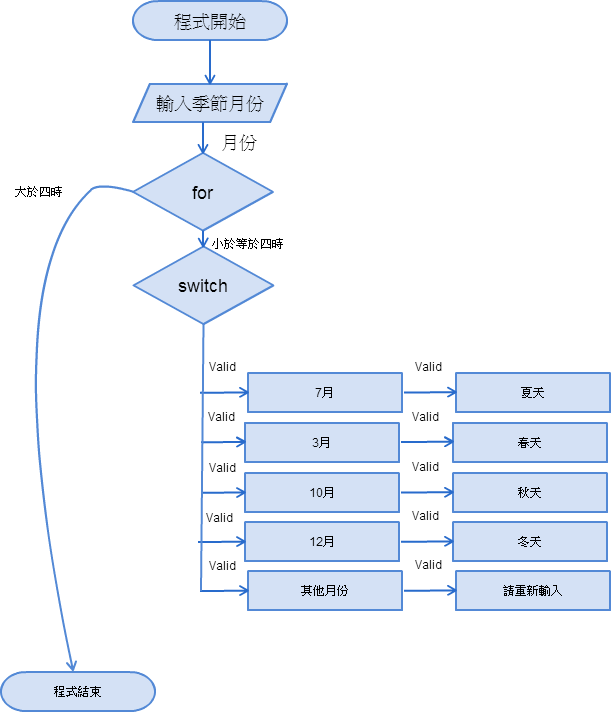 程式開始
輸入季節月份
月份
大於四時
for
小於等於四時
switch
Valid
Valid
7月
夏天
Valid
Valid
3月
春天
Valid
Valid
10月
秋天
Valid
Valid
12月
冬天
Valid
Valid
其他月份
請重新輸入
程式結束